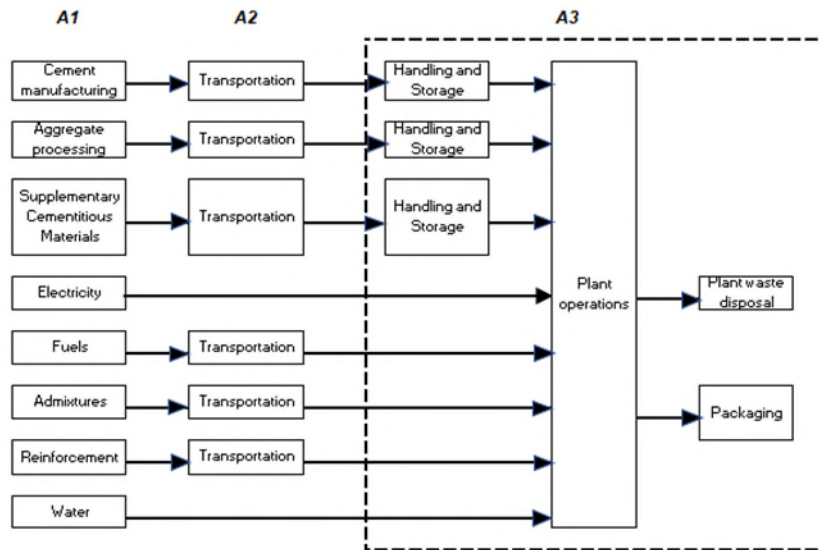 A1
A2
A3
Cement
manufacturing
Transportation
Handling and
Storage
Aggregate
processing
Transportation
Handling and
Storage
Supplementary
Cementitious
Materials
Transportation
Handling and
Storage
Electricity
Plant
operations
Plant waste
disposal
Fuels
Transportation
Admixtures
Transportation
Packaging
Reinforcement
Transportation
Water